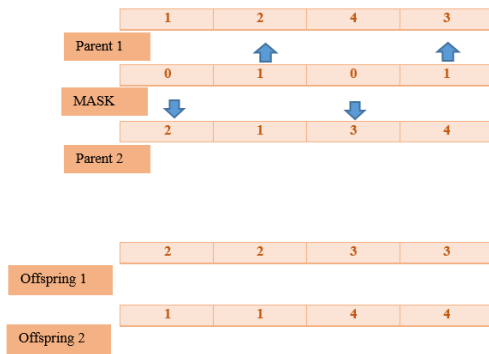 1 2 4 3
Parent 1
0 1 0 1
MASK
2 1 3 4
Parent 2
2 2 3 3
Offspring 1
1 1 4 4
Offspring 2